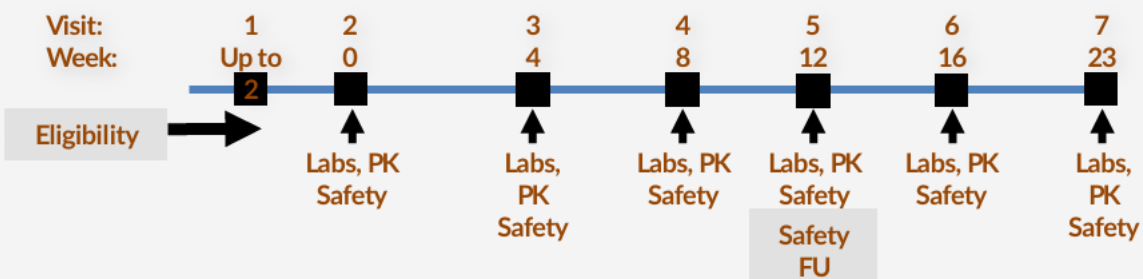 Visit: 1 2 3 4 5 6 7
Week: Up to 0 4 8 12 16 23
2
Eligibility
Labs, PK Labs, Labs, PK Labs, PK Labs, PK Labs,
Safety PK Safety Safety Safety PK
Safety Safety
Safety
FU